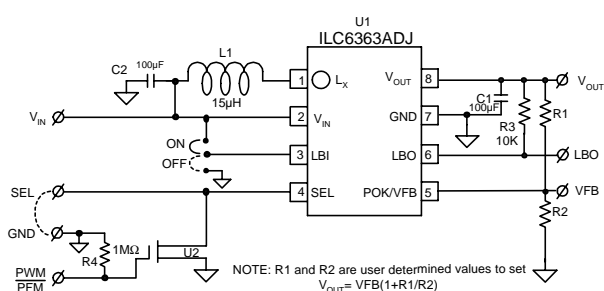 U1
ILC6363ADJ
L1
C2
100µF
15µH
1
LX
VOUT
8
VOUT
C1
100µF
R1
VIN
2
VIN
GND
7
R3
10K
ON
OFF
3
LBI
LBO
6
LBO
SEL
4
SEL
POK/VFB
5
VFB
GND
R2
R4
1MΩ
U2
PWM
PFM
NOTE: R1 and R2 are user determined values to set
VOUT= VFB(1+R1/R2)